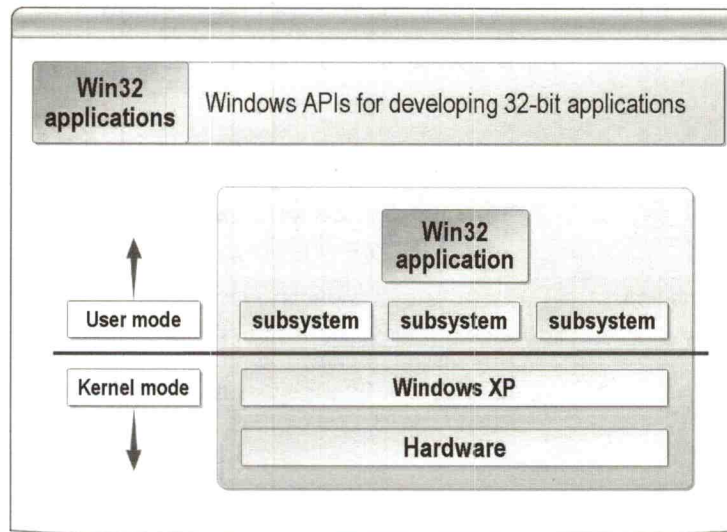 Win32
applications
Windows APIs for developing 32-bit applications
Win32
application
User mode
subsystem subsystem subsystem
Kernel mode
Windows XP
Hardware